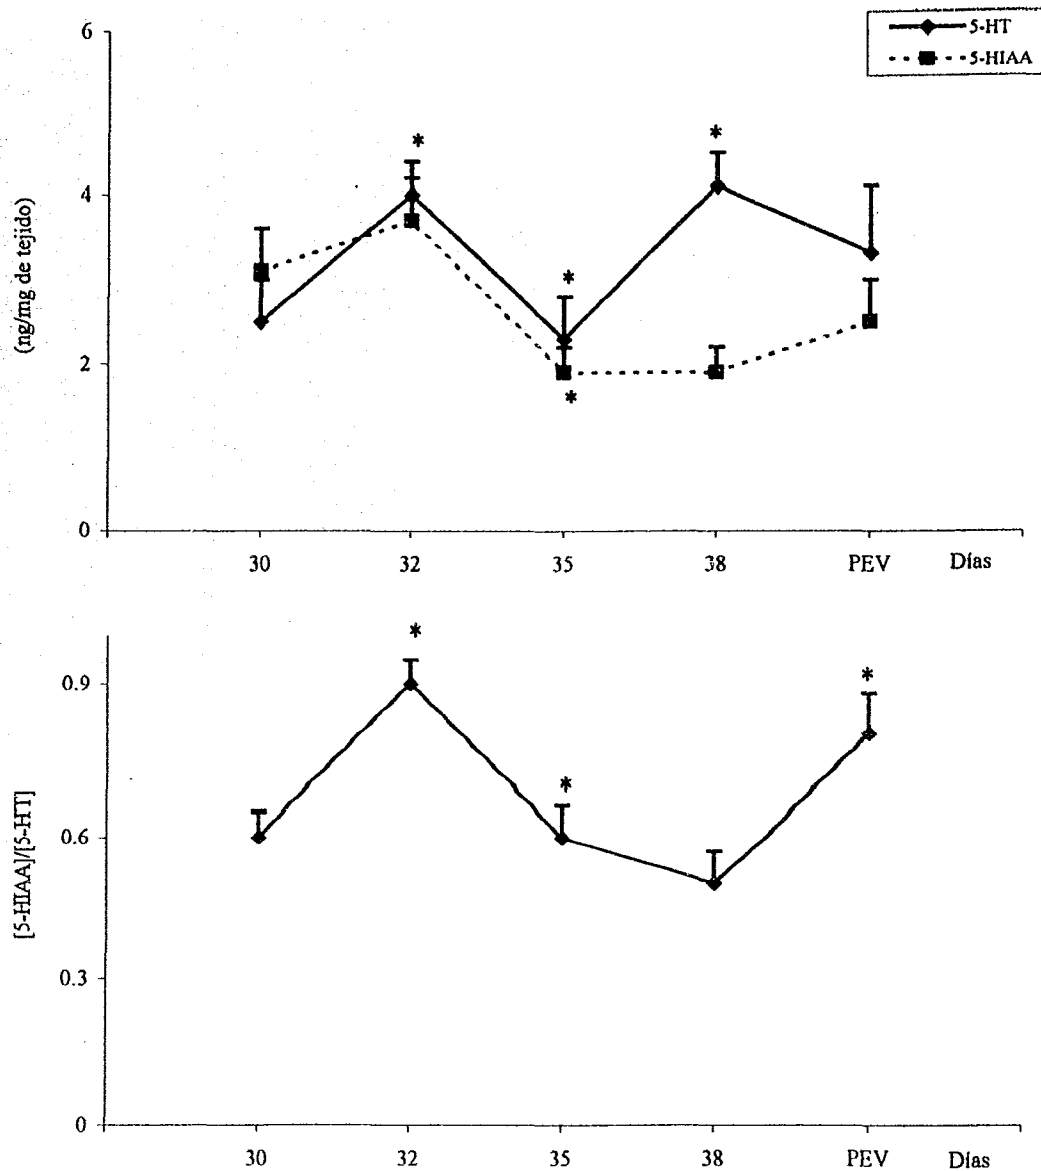 5-HT
5-HIAA
6
4
2
0
(ng/mg de tejido)
*
*
*
*
30 32 35 38 PEV Días
0.9
0.6
0.3
0
[5-HIAA]/[5-HT]
*
*
*
30 32 35 38 PEV Días